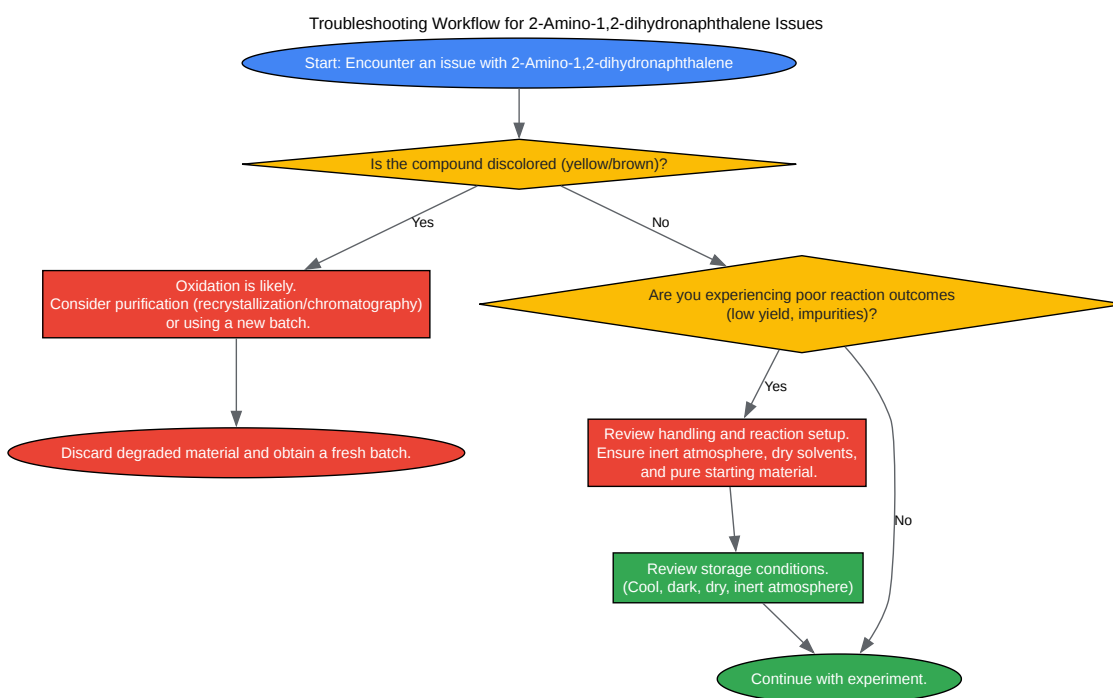 Troubleshooting Workflow for 2-Amino-1,2-dihydronaphthalene Issues
Start: Encounter an issue with 2-Amino-1,2-dihydronaphthalene
Is the compound discolored (yellow/brown)?
Yes
No
Oxidation is likely.
Consider purification (recrystallization/chromatography)
or using a new batch.
Are you experiencing poor reaction outcomes
(low yield, impurities)?
Yes
Discard degraded material and obtain a fresh batch.
Review handling and reaction setup.
Ensure inert atmosphere, dry solvents,
and pure starting material.
No
Review storage conditions.
(Cool, dark, dry, inert atmosphere)
Continue with experiment.